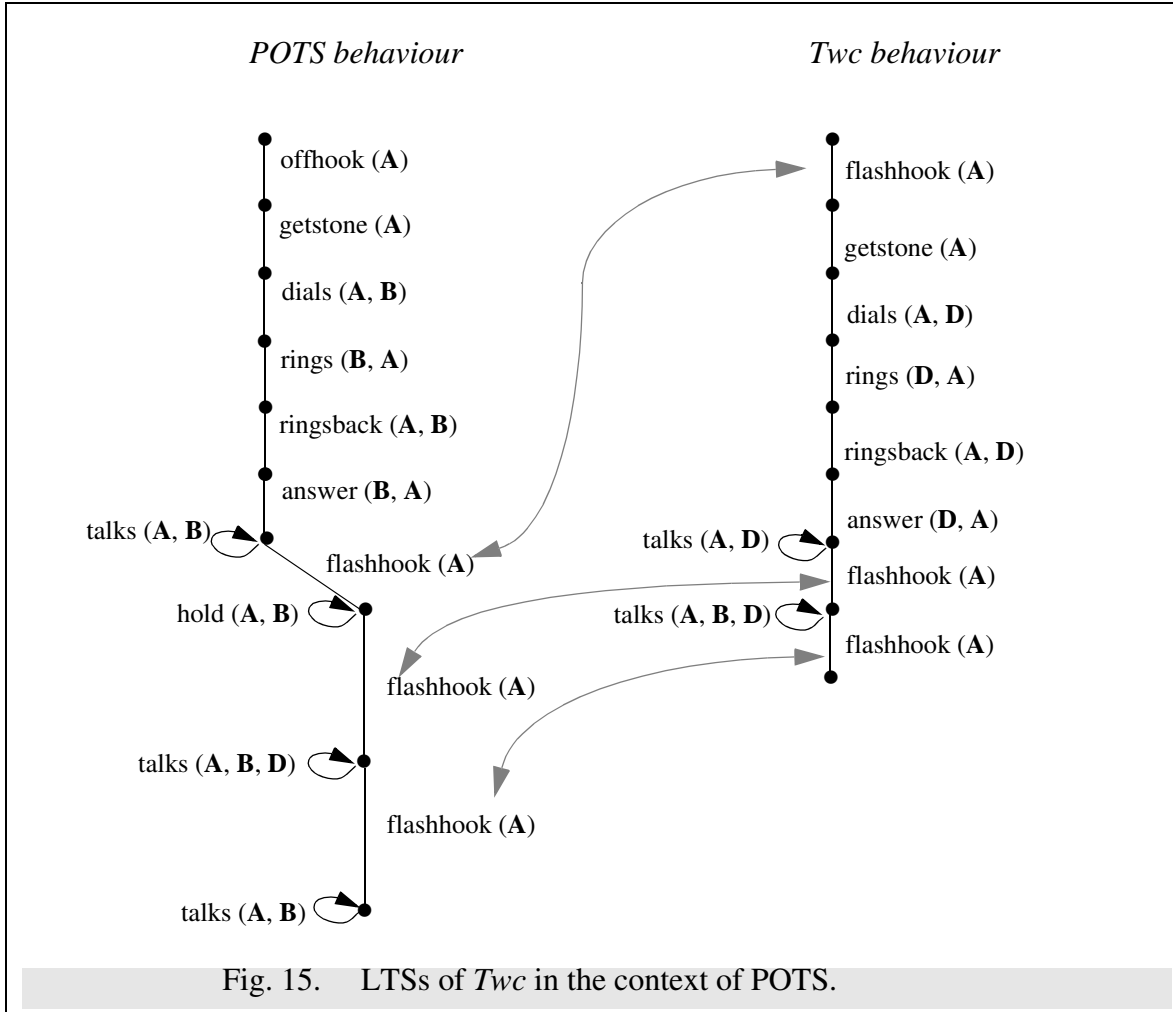 POTS behaviour
Twc behaviour
offhook (A)
getstone (A)
dials (A, B)
rings (B, A)
ringsback (A, B)
answer (B, A)
talks (A, B)
flashhook (A)
hold (A, B)
flashhook (A)
talks (A, B, D)
flashhook (A)
talks (A, B)
flashhook (A)
getstone (A)
dials (A, D)
rings (D, A)
ringsback (A, D)
answer (D, A)
talks (A, D)
flashhook (A)
talks (A, B, D)
flashhook (A)
Fig. 15. LTSs of Twc in the context of POTS.